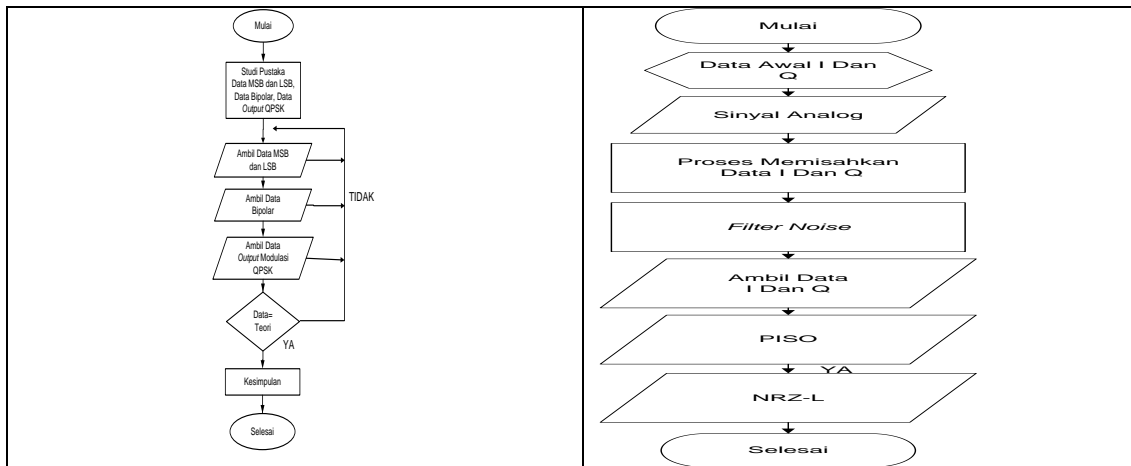 Mulai
Studi Pustaka
Data MSB dan LSB,
Data Bipolar, Data
Output QPSK
Ambil Data MSB
dan LSB
Ambil Data
Bipolar
TIDAK
Ambil Data
Output Modulasi
QPSK
Data=
Teori
YA
Kesimpulan
Selesai
Mulai
Data Awal I Dan
Q
Sinyal Analog
Proses Memisahkan
Data I Dan Q
Filter Noise
Ambil Data
I Dan Q
PISO
YA
NRZ-L
Selesai